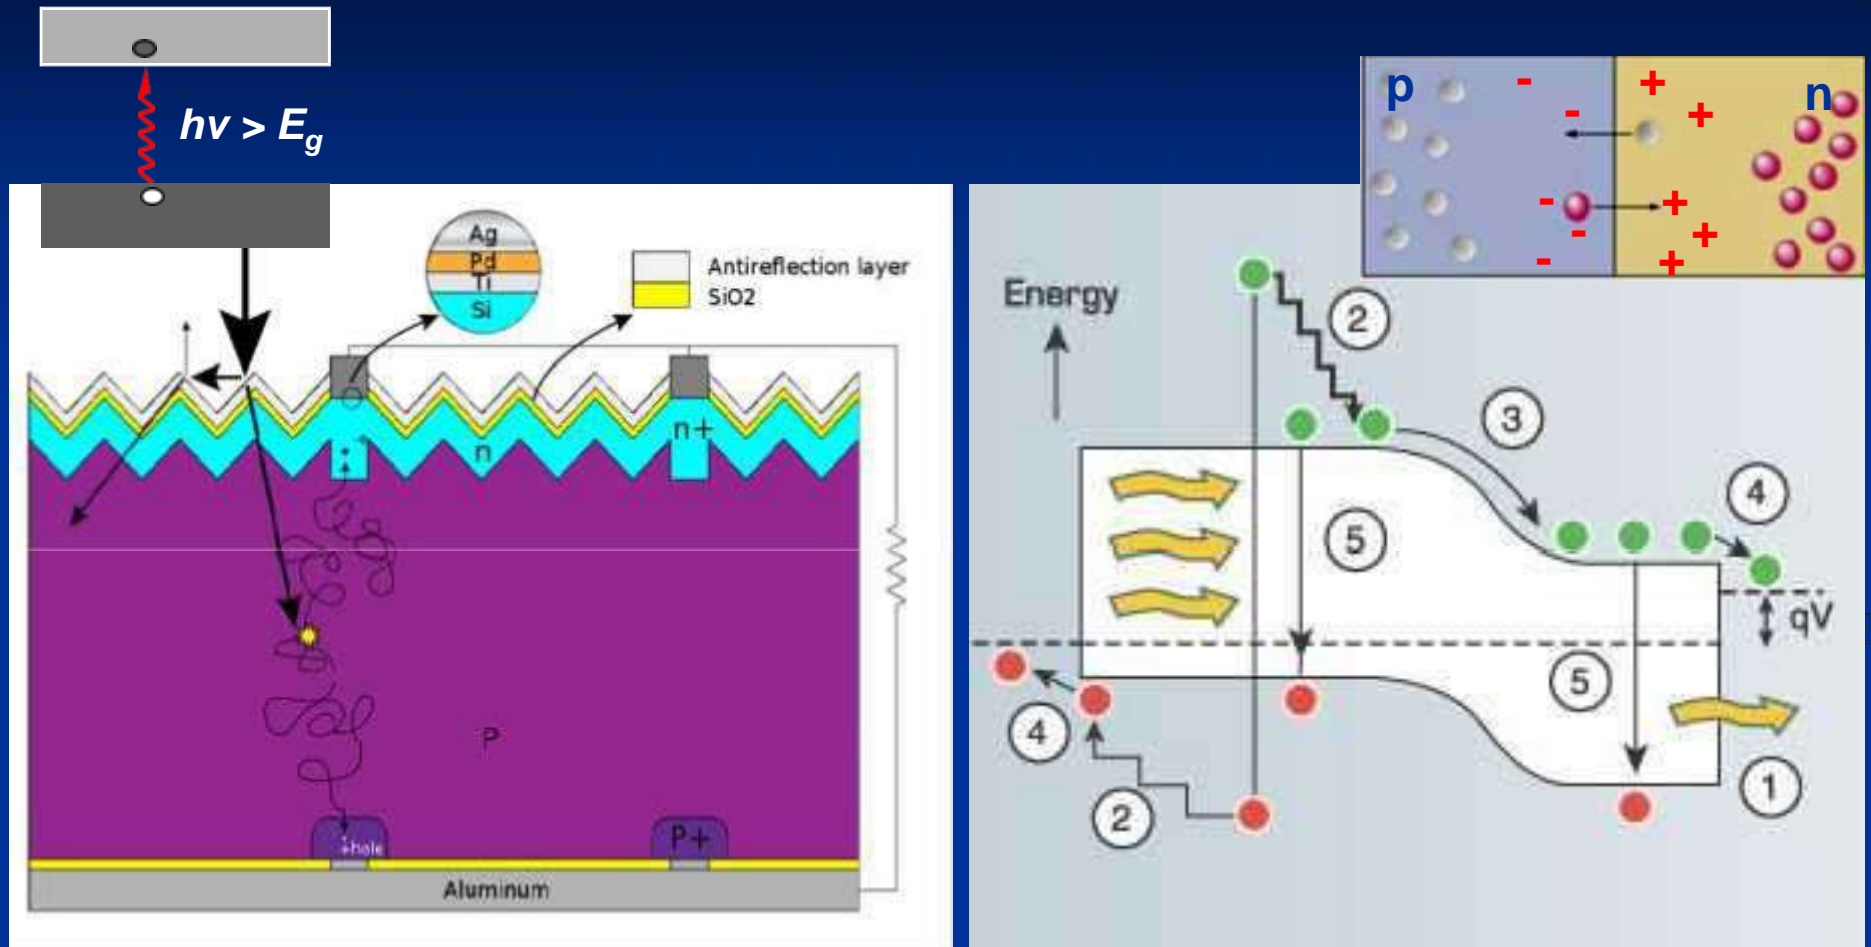 hν > Eg
p
n
- + - + - + - + - +
Ag
Pd
Ti
Si
Antireflection layer
SiO2
n
n+
P
+hole
P+
Aluminum
Energy
2
3
4
5
qV
5
4
1
2